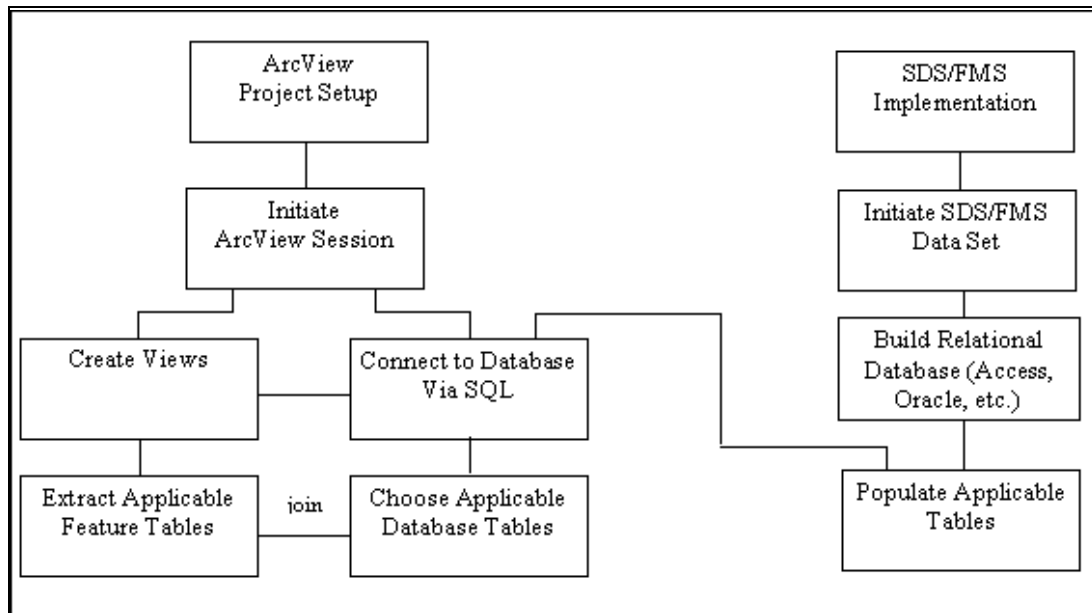 ArcView
Project Setup
SDS/FMS
Implementation
Initiate
ArcView Session
Initiate SDS/FMS
Data Set
Create Views
Connect to Database
Via SQL
Build Relational
Database (Access,
Oracle, etc.)
Extract Applicable
Feature Tables
join
Choose Applicable
Database Tables
Populate Applicable
Tables